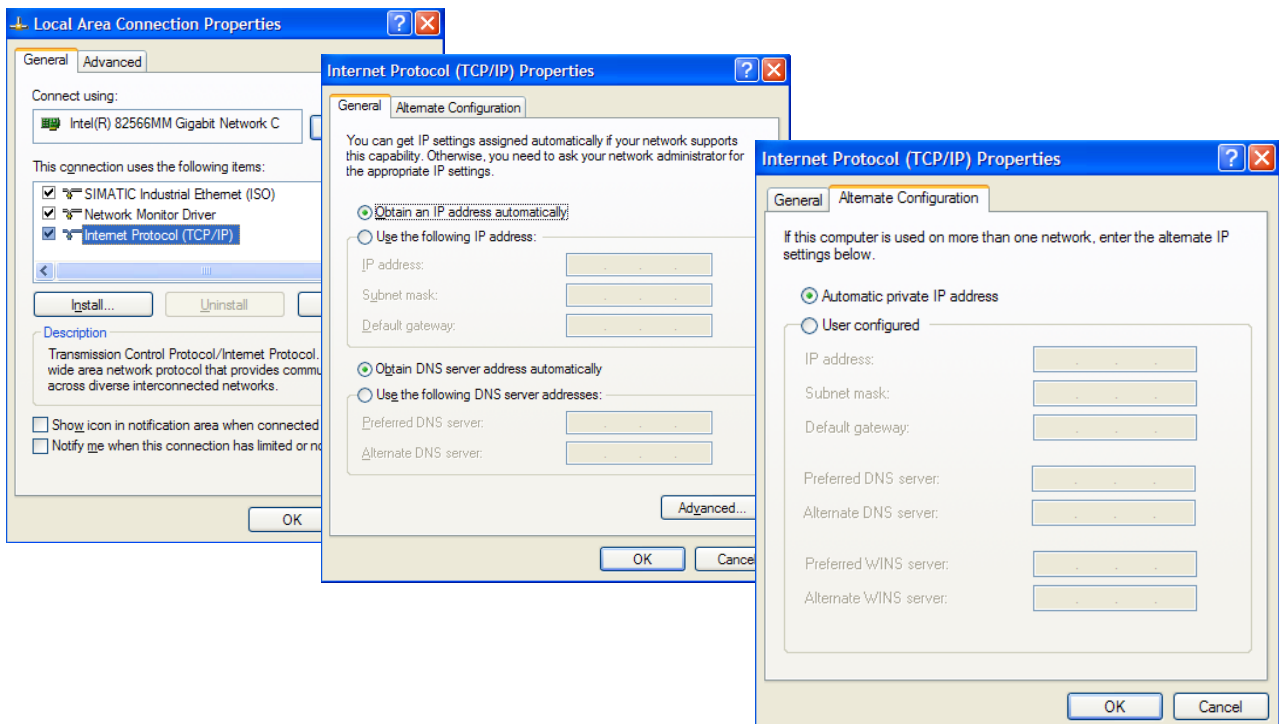 Local Area Connection Properties
General
Advanced
Connect using:
Intel(R) 82566MM Gigabit Network C
This connection uses the following items:
SIMATIC Industrial Ethernet (ISO)
Network Monitor Driver
Internet Protocol (TCP/IP)
Install...
Uninstall
Description
Transmission Control Protocol/Internet Protocol.
wide area network protocol that provides commu
across diverse interconnected networks.
Show icon in notification area when connected
Notify me when this connection has limited or no
OK
Internet Protocol (TCP/IP) Properties
General
Alternate Configuration
You can get IP settings assigned automatically if your network supports
this capability. Otherwise, you need to ask your network administrator for
the appropriate IP settings.
Obtain an IP address automatically
Use the following IP address:
IP address:
Subnet mask:
Default gateway:
Obtain DNS server address automatically
Use the following DNS server addresses:
Preferred DNS server:
Alternate DNS server:
Advanced...
OK
Cancel
Internet Protocol (TCP/IP) Properties
General
Alternate Configuration
If this computer is used on more than one network, enter the alternate IP
settings below.
Automatic private IP address
User configured
IP address:
Subnet mask:
Default gateway:
Preferred DNS server:
Alternate DNS server:
Preferred WINS server:
Alternate WINS server:
OK
Cancel